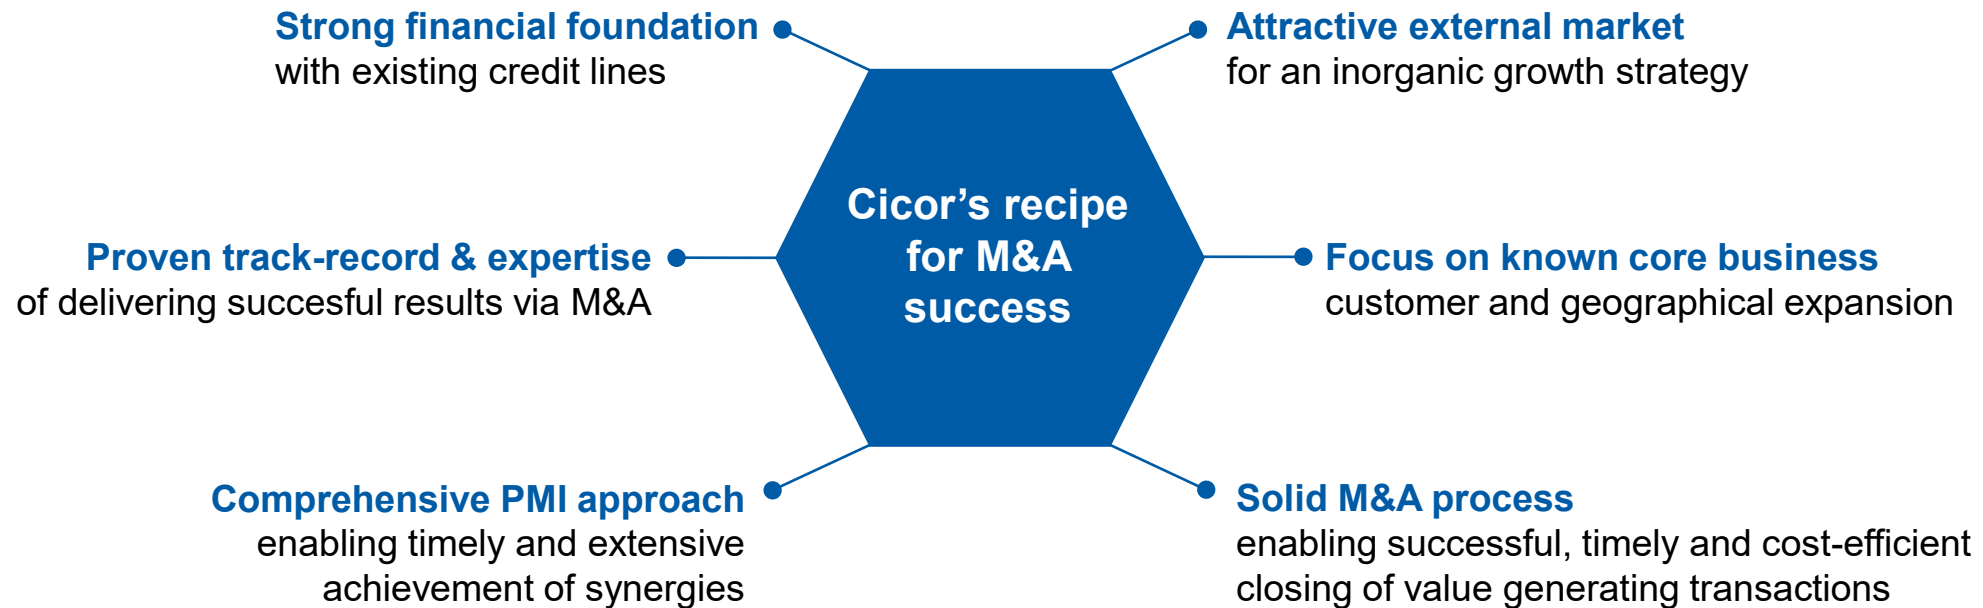 Strong financial foundation
with existing credit lines
Attractive external market
for an inorganic growth strategy
Cicor’s recipe
for M&A
success
Proven track-record & expertise
of delivering succesful results via M&A
Focus on known core business
customer and geographical expansion
Comprehensive PMI approach
enabling timely and extensive
achievement of synergies
Solid M&A process
enabling successful, timely and cost-efficient
closing of value generating transactions